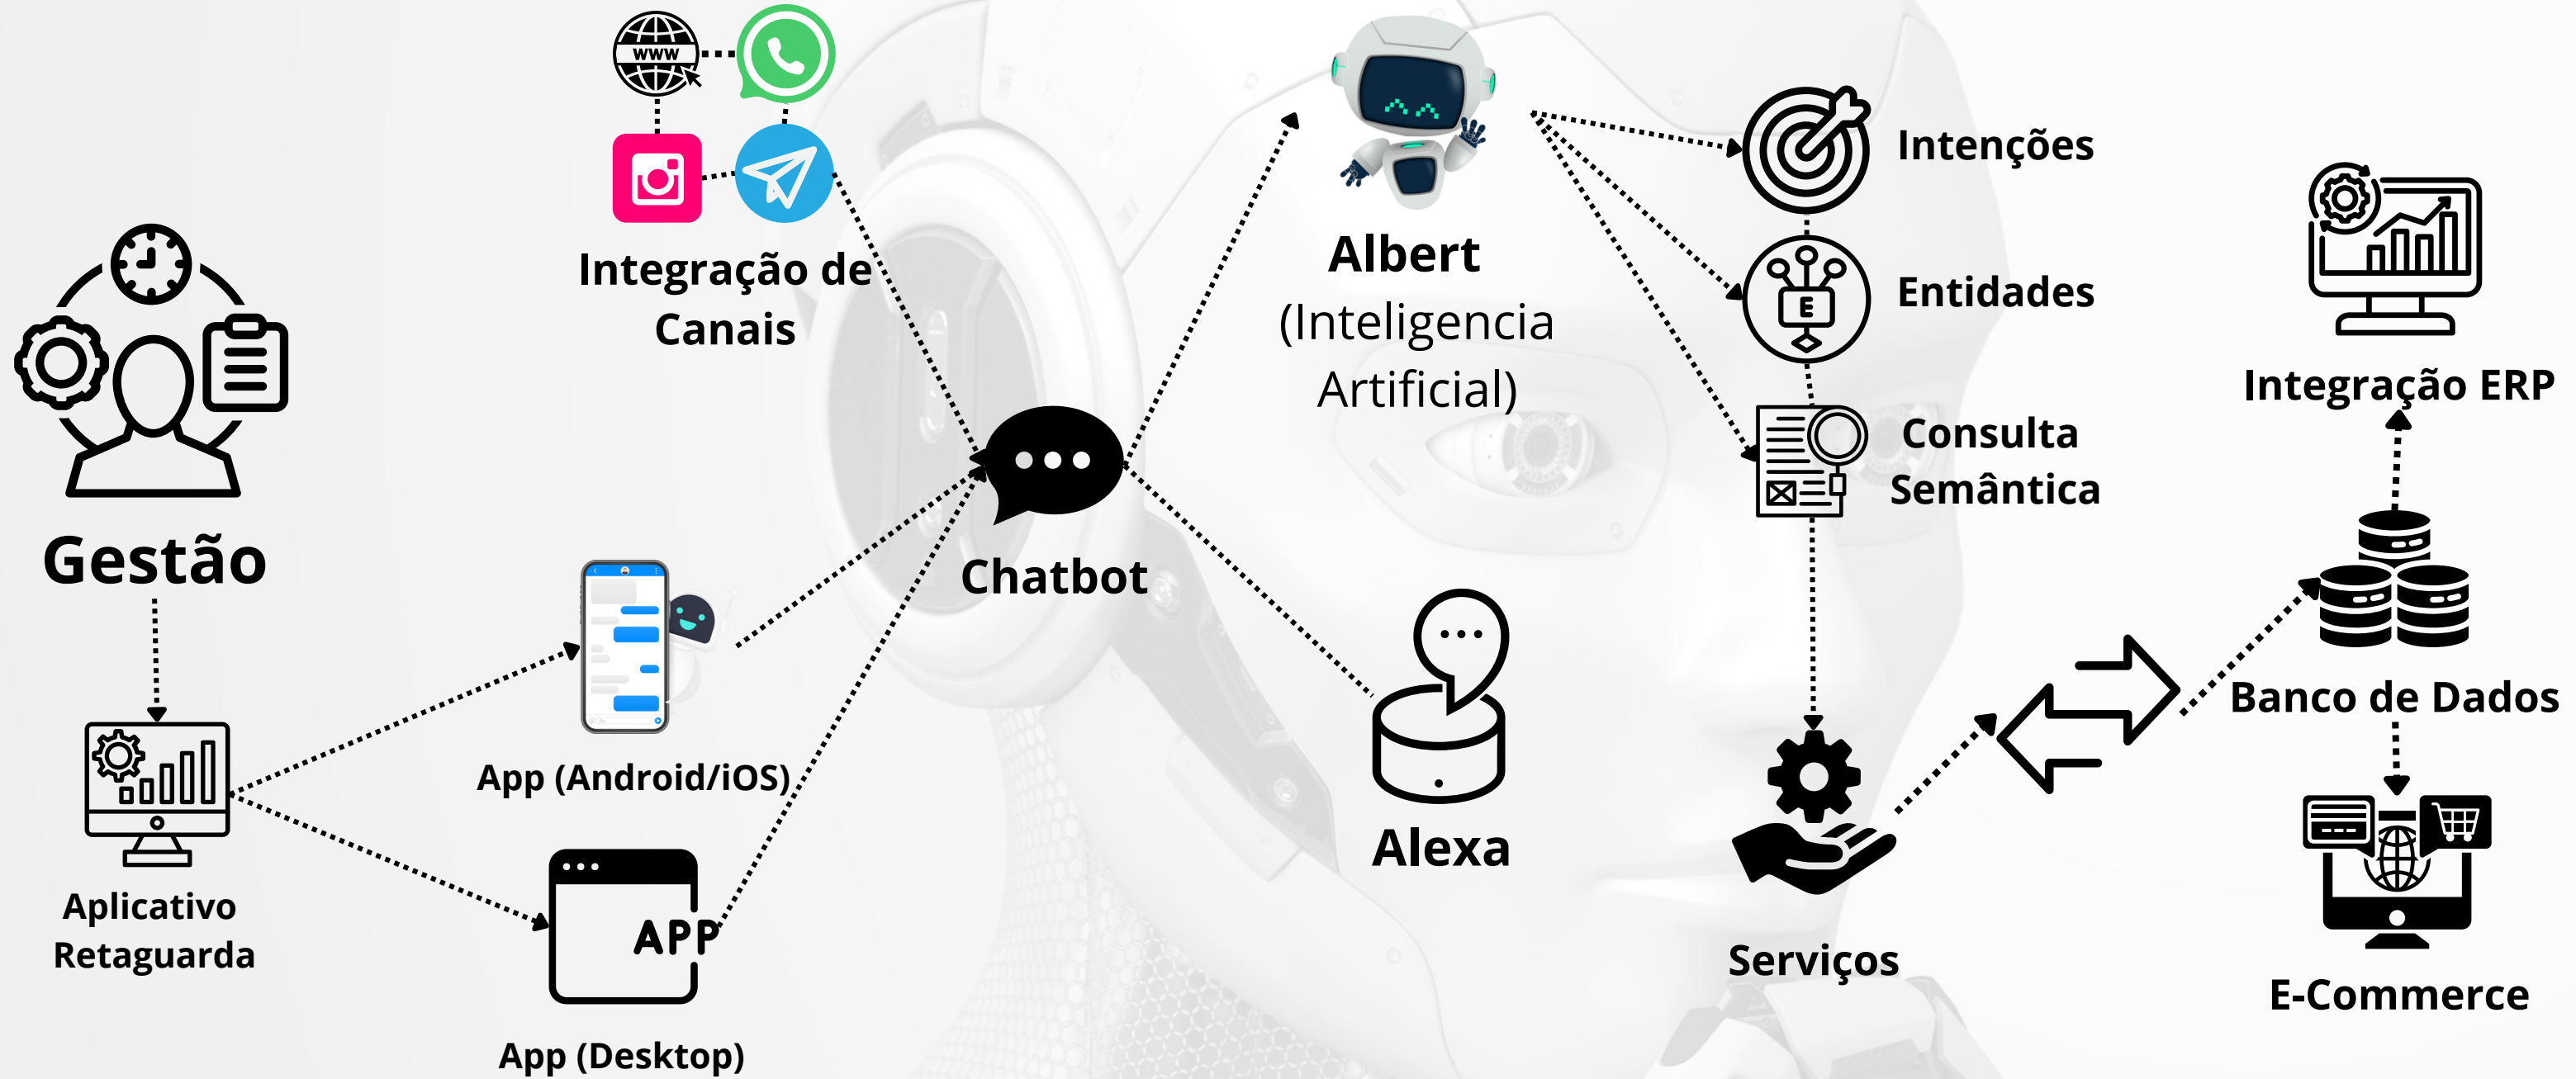 WWW
Integração de
Canais
Gestão
Aplicativo
Retaguarda
App (Android/iOS)
APP
App (Desktop)
Chatbot
Albert
(Inteligencia
Artificial)
Alexa
Intenções
E
Entidades
Consulta
Semântica
Serviços
Integração ERP
Banco de Dados
E-Commerce